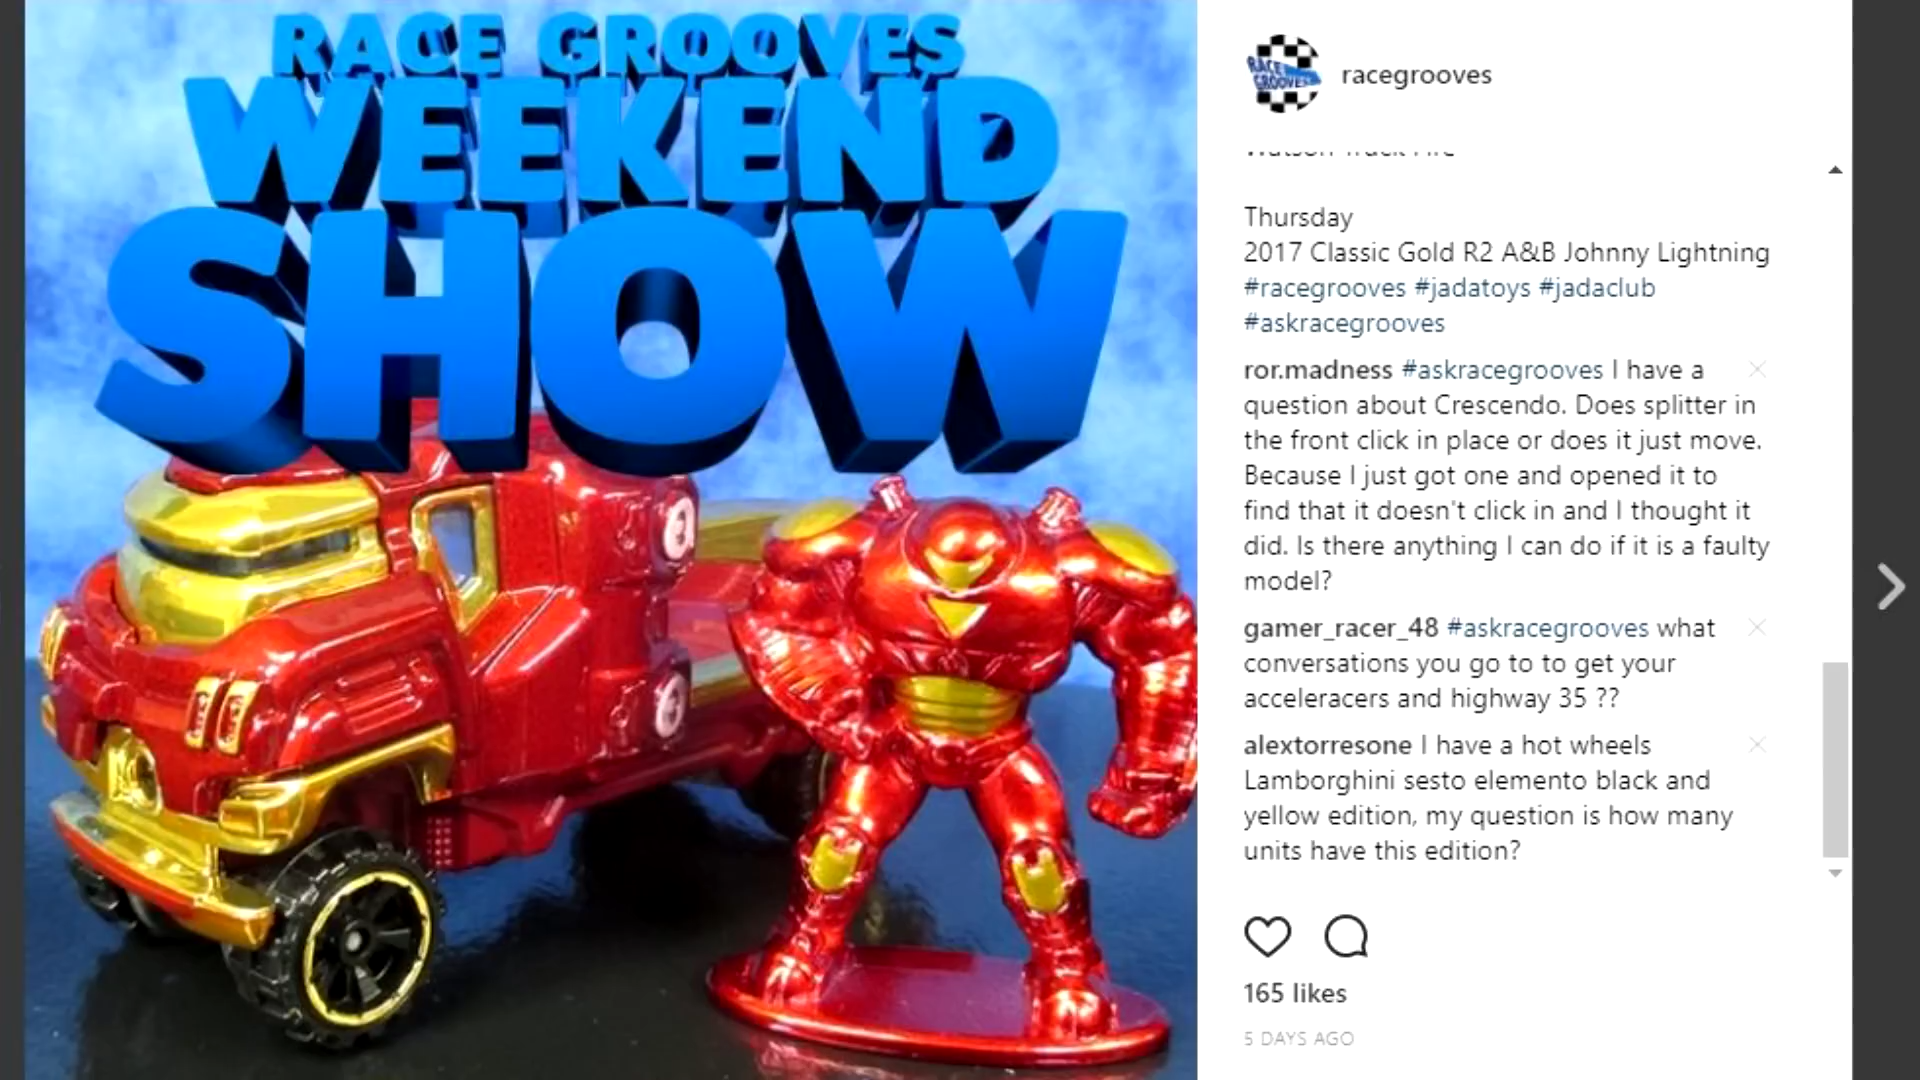 RACE GROOVES
WEEKEND
SHOW
RACE
GROOVES
racegrooves
Thursday
2017 Classic Gold R2 A&B Johnny Lightning
#racegrooves #jadatoys #jadaclub
#askracegrooves
ror.madness #askracegrooves I have a
question about Crescendo. Does splitter in
the front click in place or does it just move.
Because I just got one and opened it to
find that it doesn't click in and I thought it
did. Is there anything I can do if it is a faulty
model?
gamer_racer_48 #askracegrooves what
conversations you go to to get your
acceleracers and highway 35 ??
alextorresone I have a hot wheels
Lamborghini sesto elemento black and
yellow edition, my question is how many
units have this edition?
165 likes
5 DAYS AGO